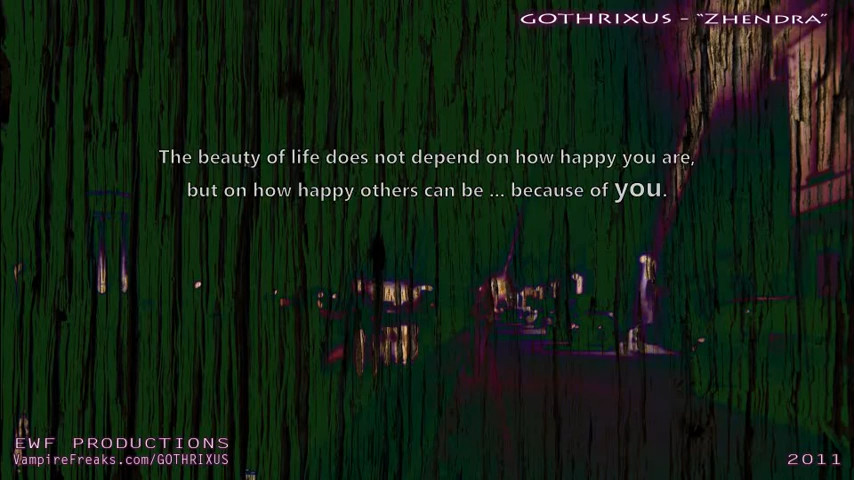 GOTHRIXUS - "ZHENDRA"
The beauty of life does not depend on how happy you are,
but on how happy others can be ... because of you.
EWF PRODUCTIONS
VampireFreaks.com/GOTHRIXUS
2011